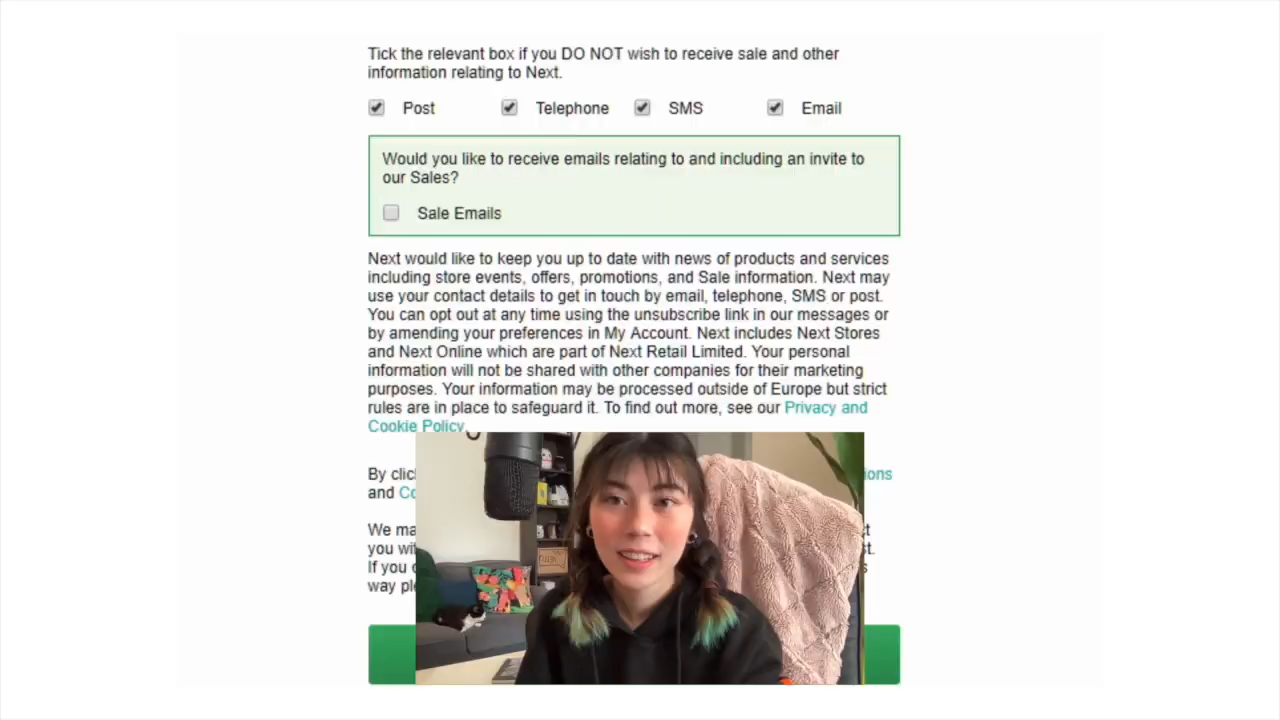 Tick the relevant box if you DO NOT wish to receive sale and other
information relating to Next.
Post Telephone SMS Email
Would you like to receive emails relating to and including an invite to
our Sales?
Sale Emails
Next would like to keep you up to date with news of products and services
including store events, offers, promotions, and Sale information. Next may
use your contact details to get in touch by email, telephone, SMS or post.
You can opt out at any time using the unsubscribe link in our messages or
by amending your preferences in My Account. Next includes Next Stores
and Next Online which are part of Next Retail Limited. Your personal
information will not be shared with other companies for their marketing
purposes. Your information may be processed outside of Europe but strict
rules are in place to safeguard it. To find out more, see our Privacy and
Cookie Policy.
By
and
We
you
If you
way